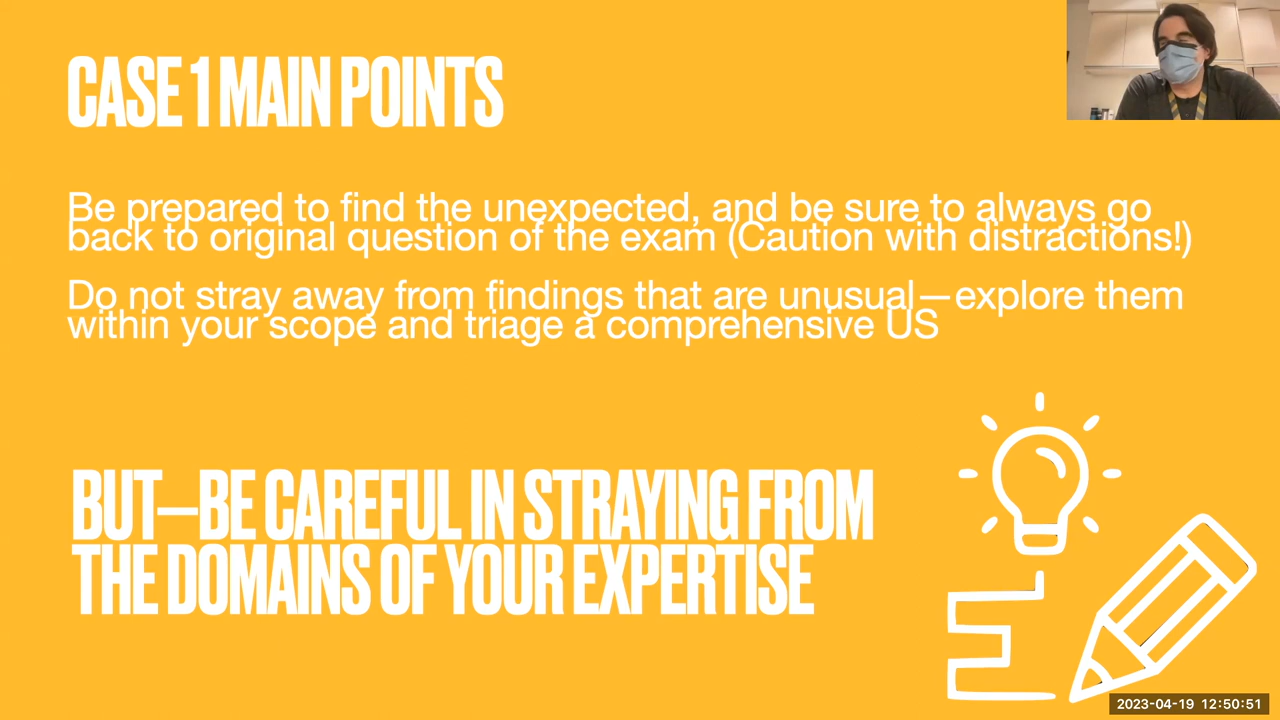 CASE 1 MAIN POINTS
Be prepared to find the unexpected, and be sure to always go
back to original question of the exam (Caution with distractions!)
Do not stray away from findings that are unusual—explore them
within your scope and triage a comprehensive US
BUT—BE CAREFUL IN STRAYING FROM
THE DOMAINS OF YOUR EXPERTISE
2023-04-19 12:50:51